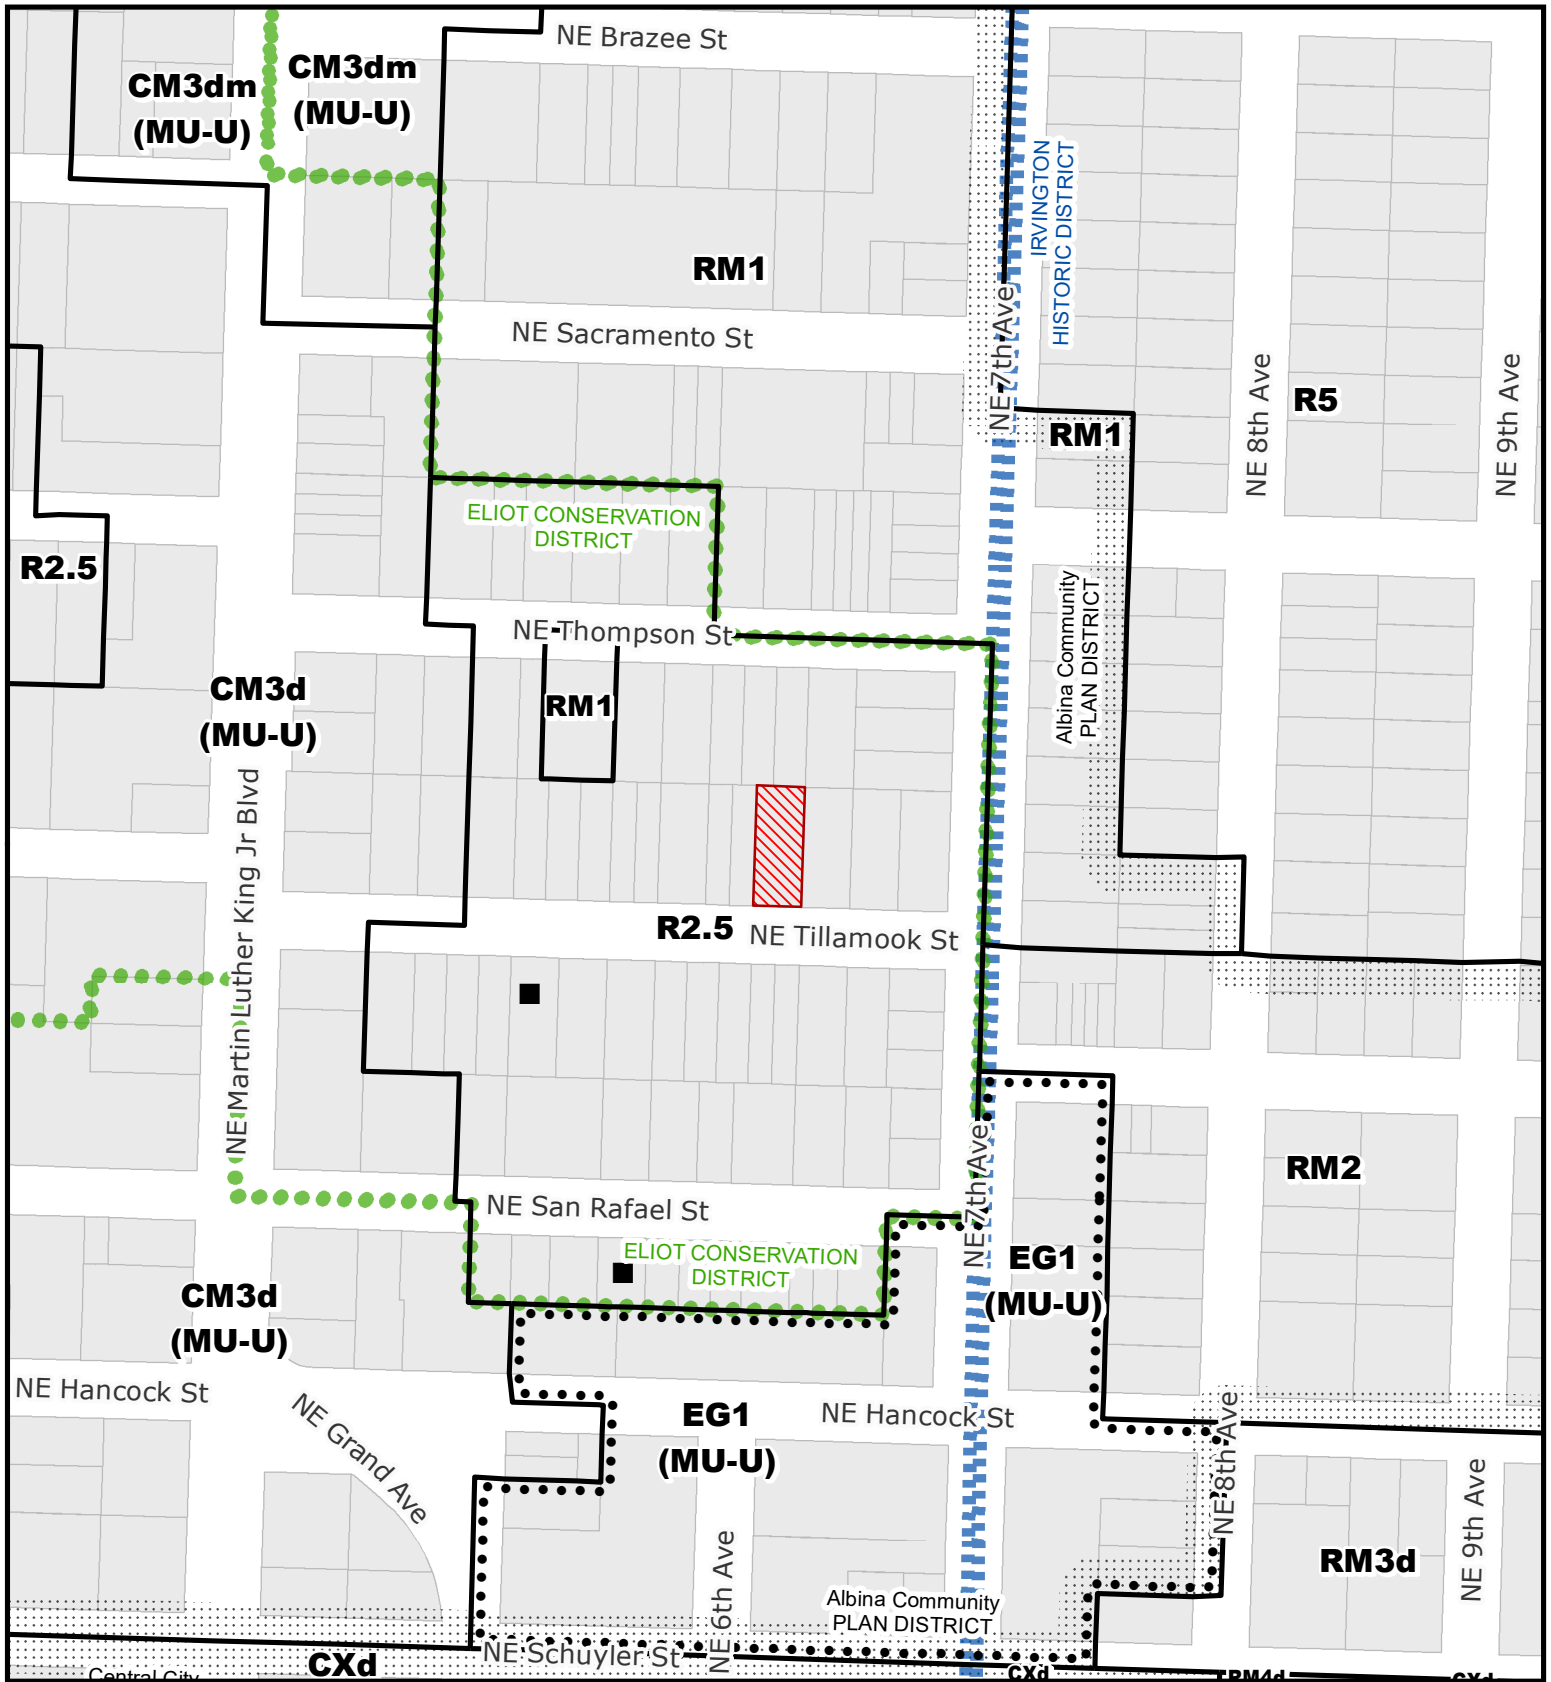 NE Brazee St
CM3dm
(MU-U)
CM3dm
(MU-U)
IRVINGTON
HISTORIC DISTRICT
RM1
NE Sacramento St
NE 7th Ave
NE 8th Ave
R5
NE 9th Ave
RM1
ELIOT CONSERVATION
DISTRICT
R2.5
NE Thompson St
Albina Community
PLAN DISTRICT
CM3d
(MU-U)
RM1
NE Martin Luther King Jr Blvd
R2.5
NE Tillamook St
NE 7th Ave
RM2
NE San Rafael St
ELIOT CONSERVATION
DISTRICT
EG1
(MU-U)
CM3d
(MU-U)
NE Hancock St
NE Grand Ave
EG1
(MU-U)
NE Hancock St
NE 8th Ave
NE 9th Ave
NE 6th Ave
RM3d
Albina Community
PLAN DISTRICT
NE Schuyler St
CXd
Central City
CXd
RM4d
CXd